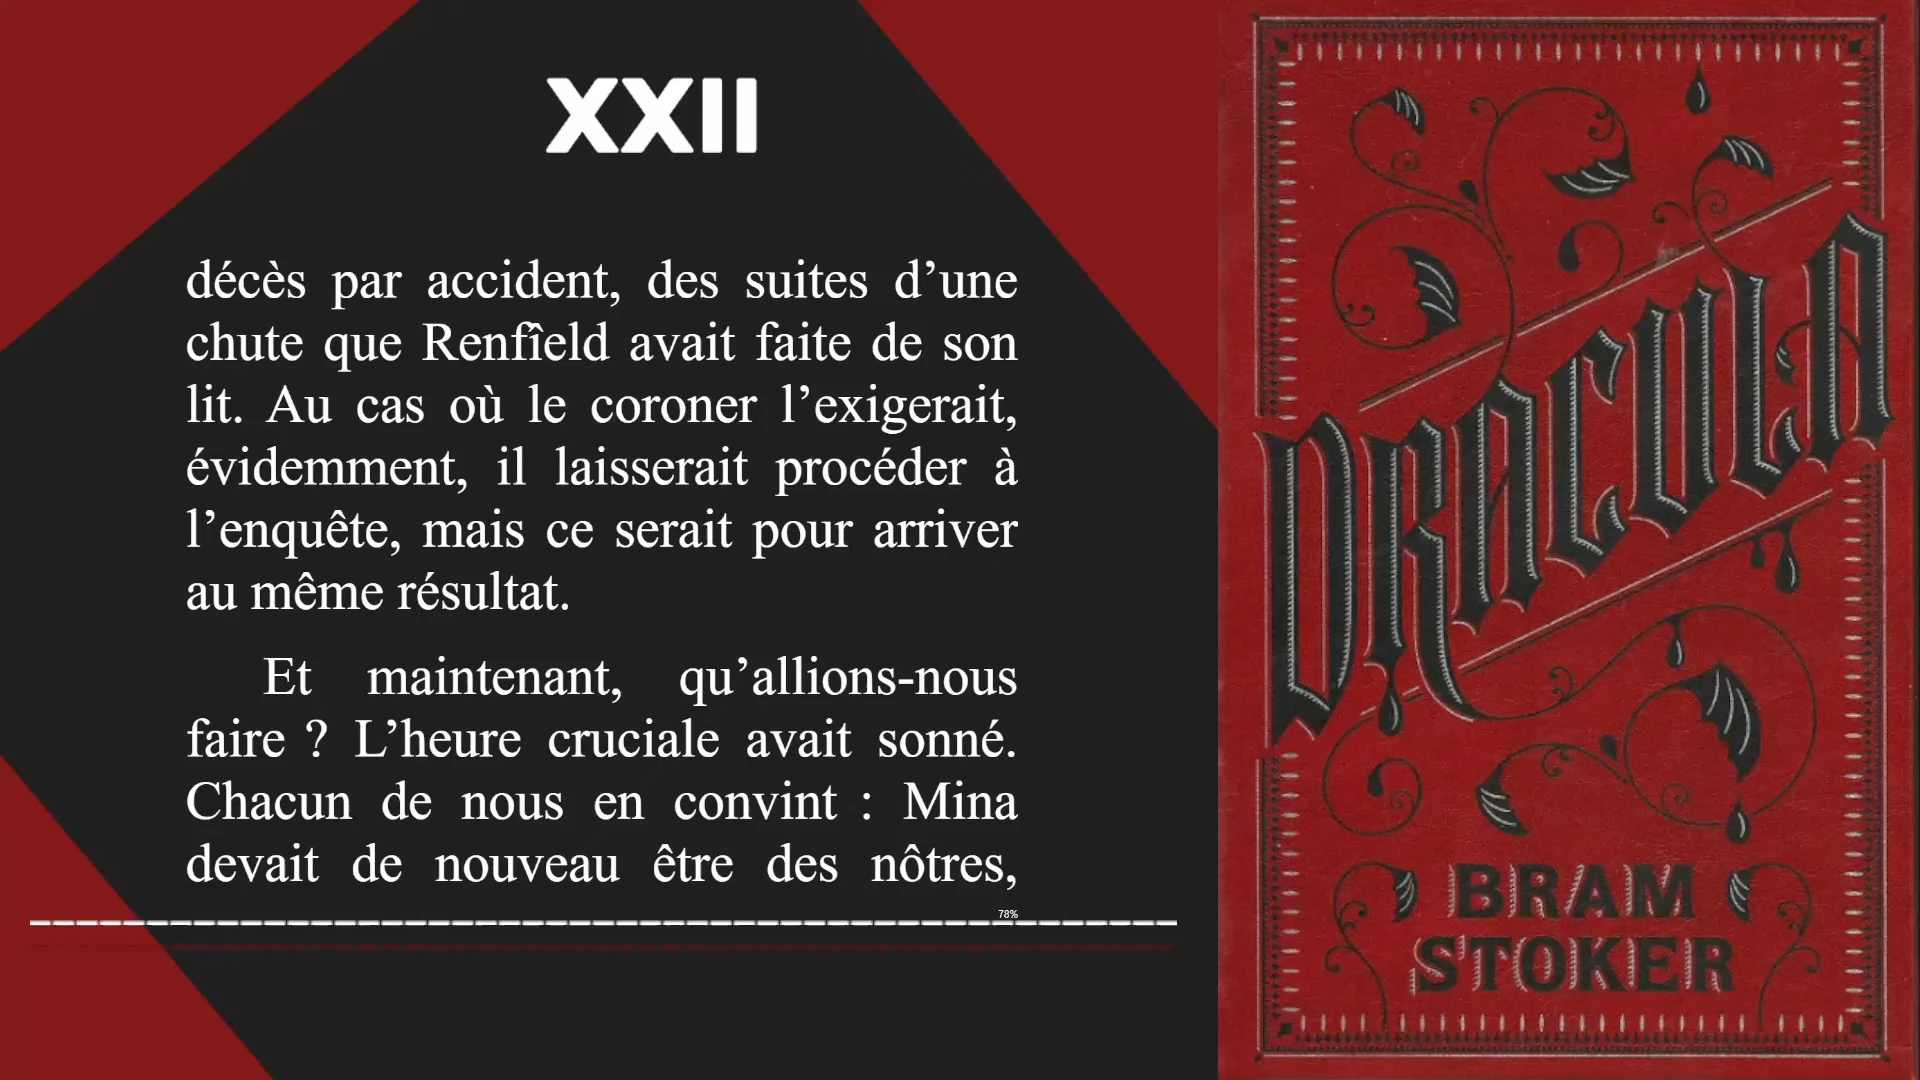 XXII
décès par accident, des suites d’une
chute que Renfîeld avait faite de son
lit. Au cas où le coroner l’exigerait,
évidemment, il laisserait procéder à
l’enquête, mais ce serait pour arriver
au même résultat.
Et maintenant, qu’allions-nous
faire ? L’heure cruciale avait sonné.
Chacun de nous en convint : Mina
devait de nouveau être des nôtres,
78%
DRACULA
BRAM
STOKER